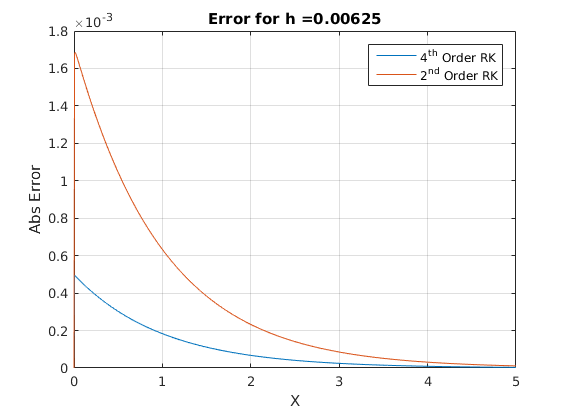 Error for h =0.00625
×10⁻³
1.8
1.6
1.4
1.2
1
0.8
0.6
0.4
0.2
0
Abs Error
4ᵗʰ Order RK
2ⁿᵈ Order RK
0 1 2 3 4 5
X